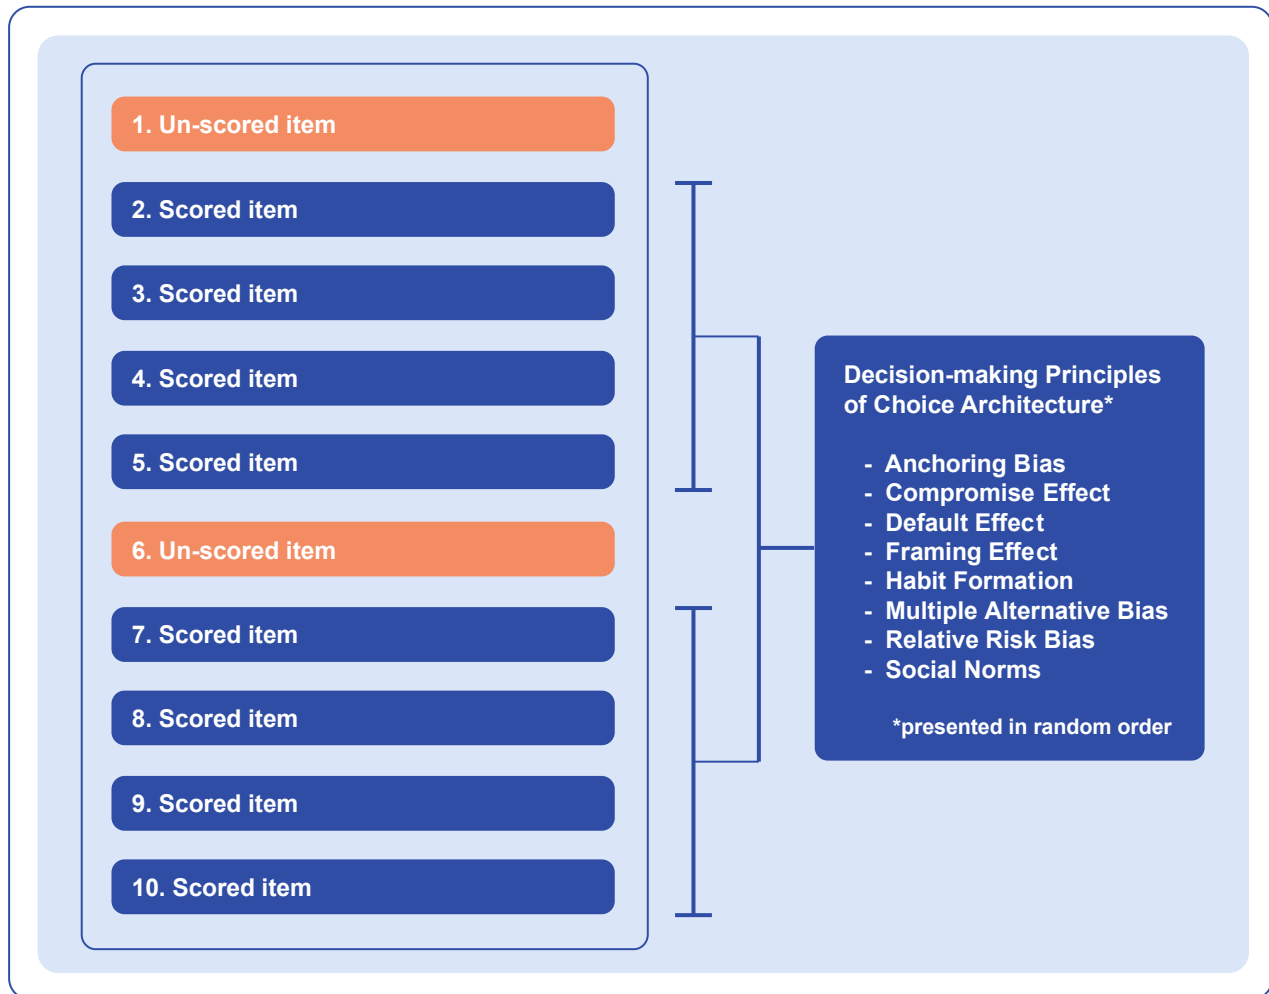 1. Un-scored item
2. Scored item
3. Scored item
4. Scored item
5. Scored item
6. Un-scored item
7. Scored item
8. Scored item
9. Scored item
10. Scored item
Decision-making Principles
of Choice Architecture*
- Anchoring Bias
- Compromise Effect
- Default Effect
- Framing Effect
- Habit Formation
- Multiple Alternative Bias
- Relative Risk Bias
- Social Norms
*presented in random order